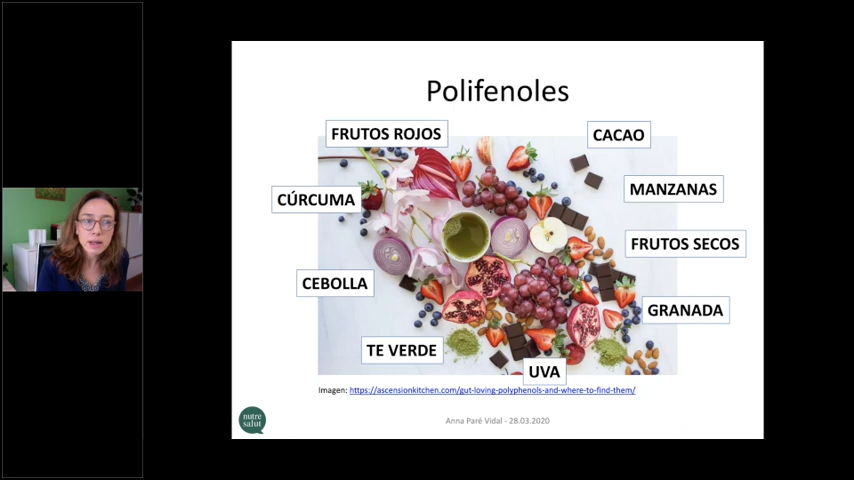 Polifenoles
FRUTOS ROJOS
CACAO
CÚRCUMA
MANZANAS
FRUTOS SECOS
CEBOLLA
GRANADA
TE VERDE
UVA
Imagen: https://ascensionkitchen.com/gut-loving-polyphenols-and-where-to-find-them/
nutre
salut
Anna Paré Vidal - 28.03.2020